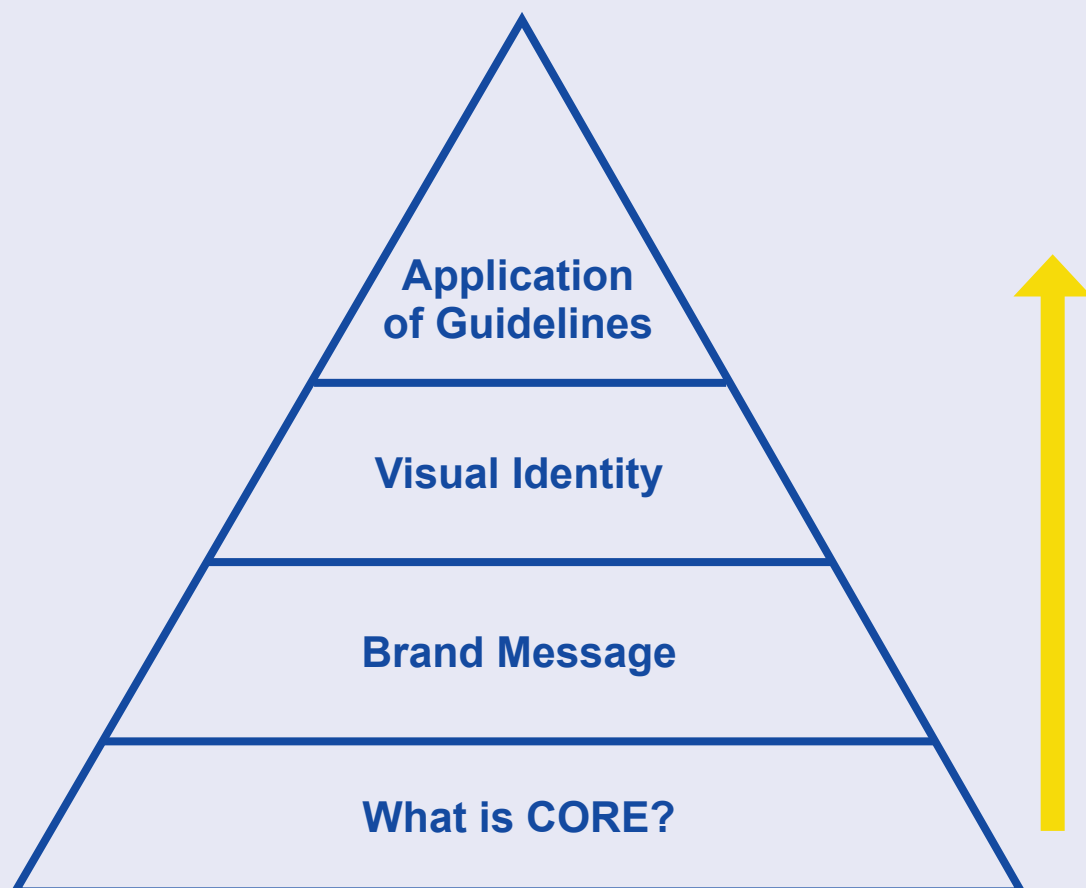 Application
of Guidelines
Visual Identity
Brand Message
What is CORE?